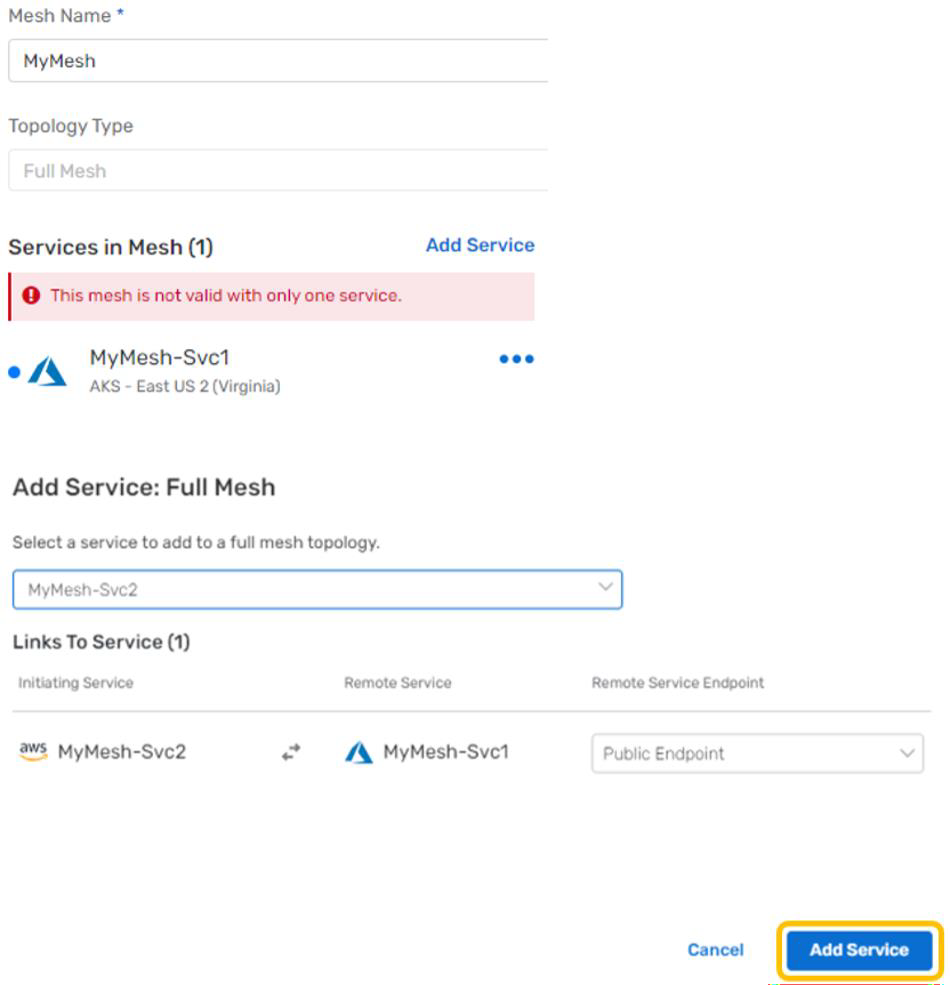 Mesh Name *
MyMesh
Topology Type
Full Mesh
Services in Mesh (1) Add Service
This mesh is not valid with only one service.
MyMesh-Svc1
AKS - East US 2 (Virginia)
Add Service: Full Mesh
Select a service to add to a full mesh topology.
MyMesh-Svc2
Links To Service (1)
Initiating Service Remote Service Remote Service Endpoint
aws MyMesh-Svc2 MyMesh-Svc1 Public Endpoint
Cancel Add Service